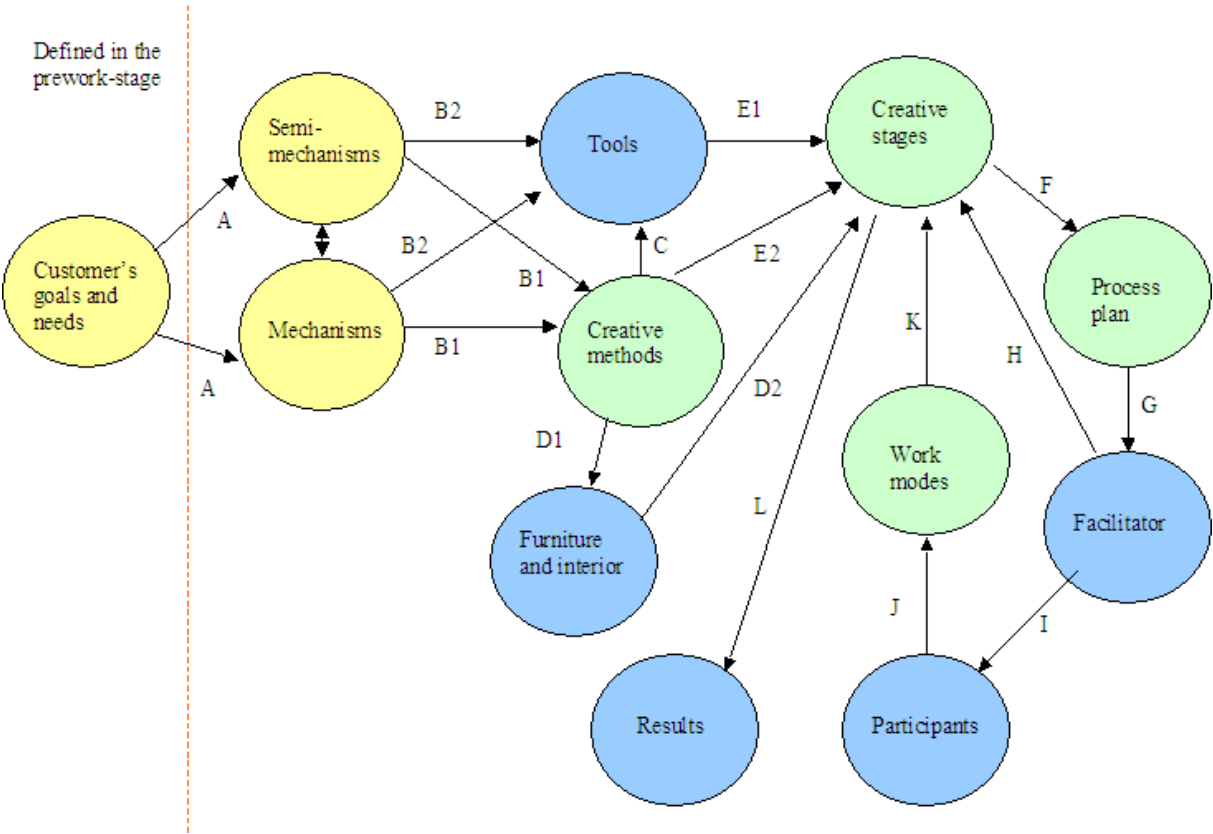 Defined in the
prework-stage
Customer's
goals and
needs
A
A
Semi-
mechanisms
Mechanisms
B2
B2
B1
B1
Tools
C
Creative
methods
D1
Furniture
and interior
E1
E2
D2
L
Results
Creative
stages
F
Process
plan
G
Facilitator
H
I
Participants
J
Work
modes
K